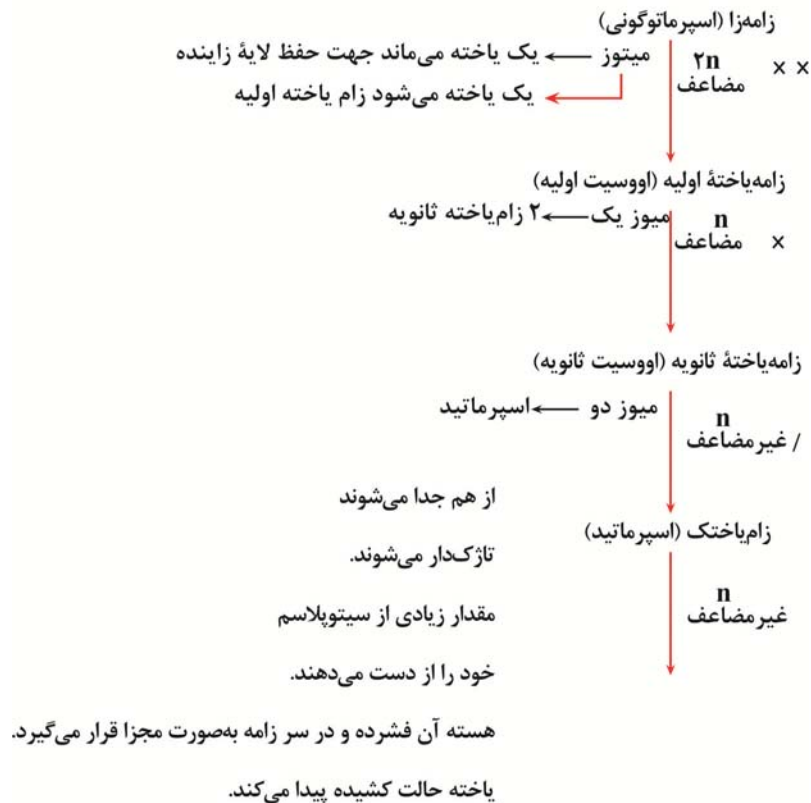 زامه‌زا (اسپرماتوگونی)
میتوز ← یک یاخته می‌ماند جهت حفظ لایهٔ زاینده
یک یاخته می‌شود زام یاخته اولیه
۲n
مضاعف
× ×
زامه‌یاختهٔ اولیه (اووسیت اولیه)
میوز یک ← ۲ زام‌یاخته ثانویه
n
مضاعف
×
زامه‌یاختهٔ ثانویه (اووسیت ثانویه)
میوز دو ← اسپرماتید
n
غیرمضاعف /
از هم جدا می‌شوند
زام‌یاختک (اسپرماتید)
تاژک‌دار می‌شوند.
n
غیرمضاعف
مقدار زیادی از سیتوپلاسم
خود را از دست می‌دهند.
هسته آن فشرده و در سر زامه به‌صورت مجزا قرار می‌گیرد.
یاخته حالت کشیده پیدا می‌کند.